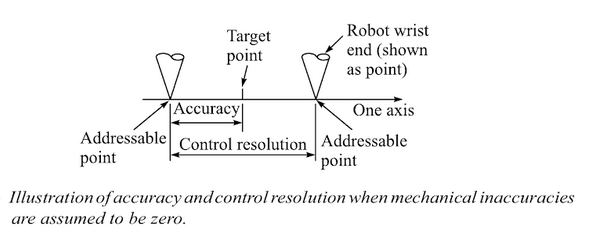 Target
point
Robot wrist
end (shown
as point)
Accuracy
One axis
Addressable
point
Control resolution
Addressable
point
Illustration of accuracy and control resolution when mechanical inaccuracies
are assumed to be zero.